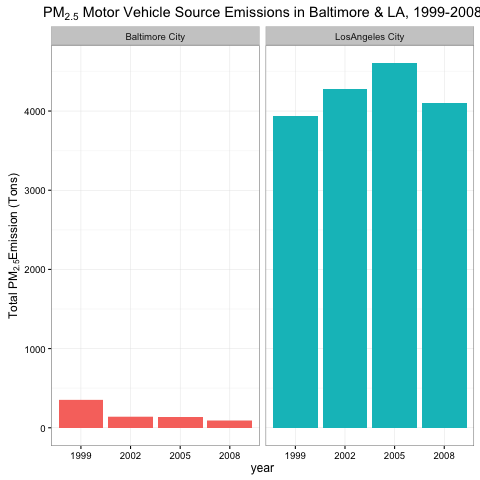 PM2.5 Motor Vehicle Source Emissions in Baltimore & LA, 1999-2008
Baltimore City
LosAngeles City
Total PM2.5Emission (Tons)
4000
3000
2000
1000
0
1999 2002 2005 2008
1999 2002 2005 2008
year